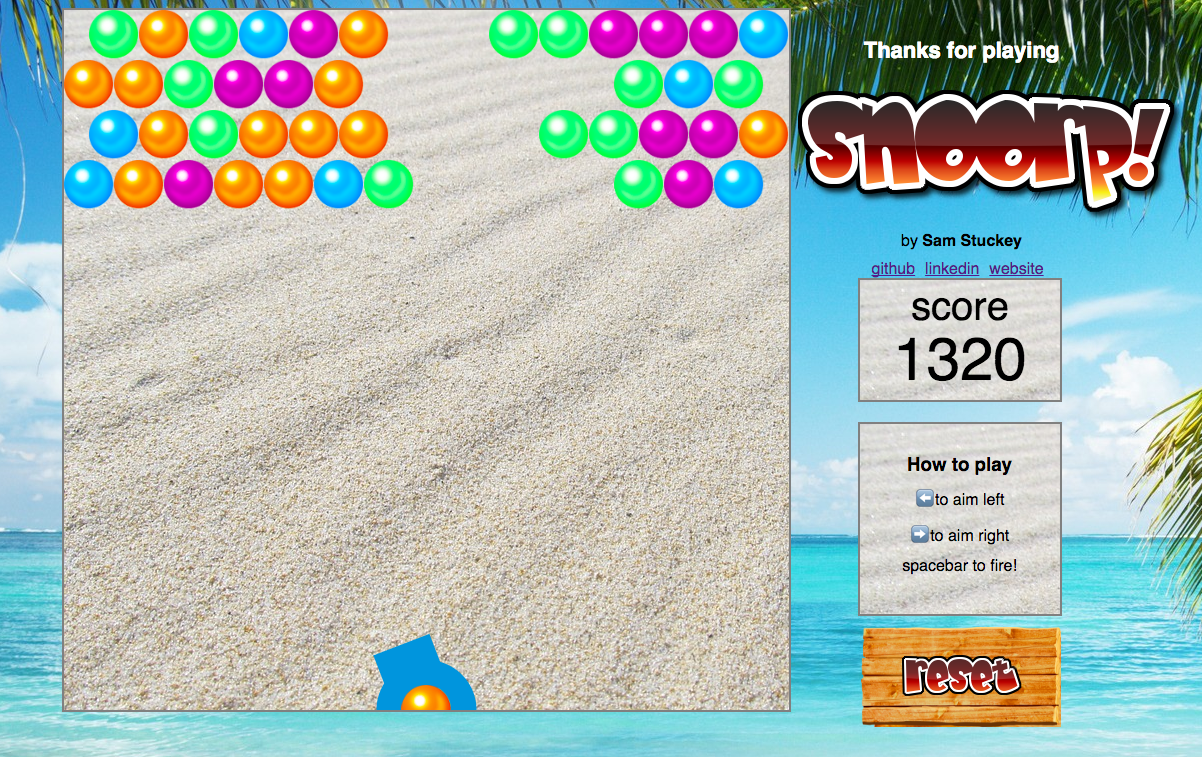 Thanks for playing
snoorp!
by Sam Stuckey
github linkedin website
score
1320
How to play
⬅to aim left
➡to aim right
spacebar to fire!
reset